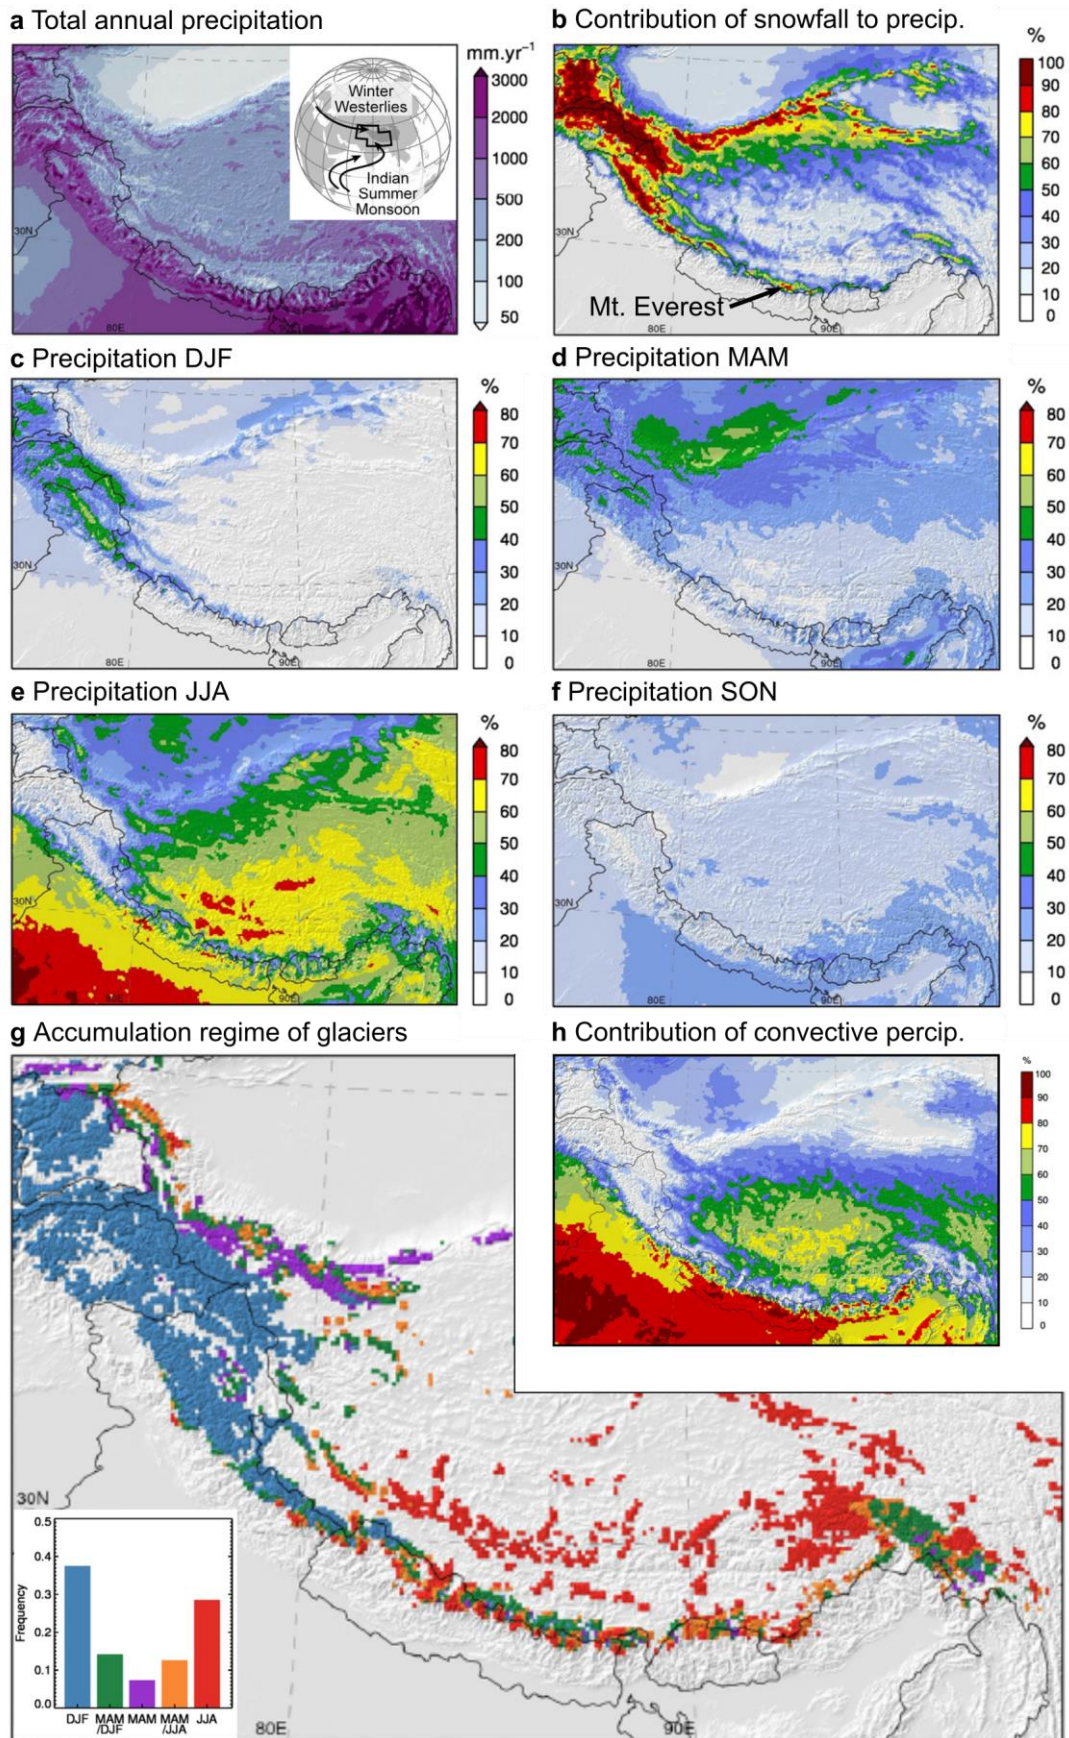 a Total annual precipitation
mm.yr⁻¹
3000
2000
1000
500
200
100
50
Winter
Westerlies
Indian
Summer
Monsoon
30N
80E
b Contribution of snowfall to precip.
%
100
90
80
70
60
50
40
30
20
10
0
30N
Mt. Everest
80E
90E
c Precipitation DJF
%
80
70
60
50
40
30
20
10
0
30N
80E
90E
d Precipitation MAM
%
80
70
60
50
40
30
20
10
0
30N
80E
90E
e Precipitation JJA
%
80
70
60
50
40
30
20
10
0
30N
80E
90E
f Precipitation SON
%
80
70
60
50
40
30
20
10
0
30N
80E
90E
g Accumulation regime of glaciers
30N
80E
90E
0.5
0.4
0.3
0.2
0.1
0.0
Frequency
DJF
MAM
/DJF
MAM
MAM
/JJA
JJA
h Contribution of convective percip.
%
100
90
80
70
60
50
40
30
20
10
0